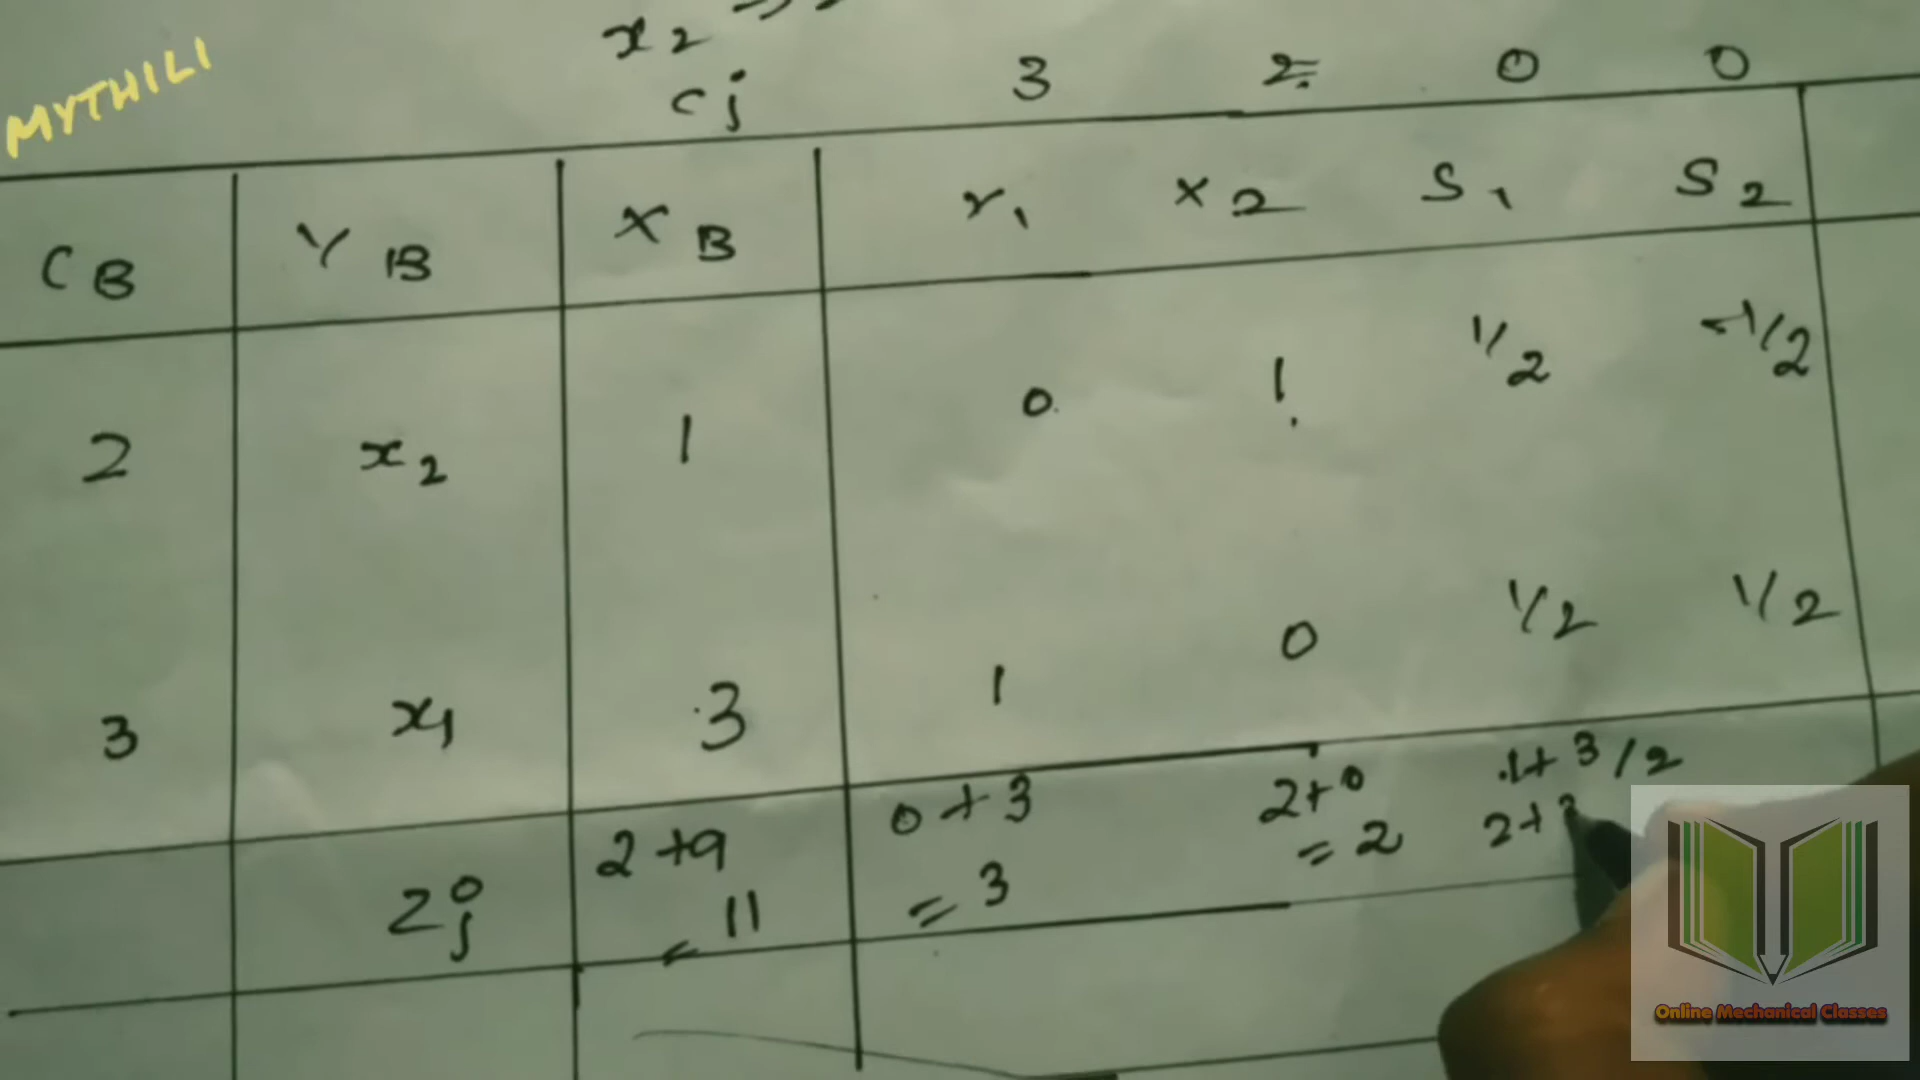 MYTHILI
x2
Cj 3 2 0 0
CB YB XB x1 x2 S1 S2
2 x2 1 0 1 1/2 -1/2
3 x1 3 1 0 1/2 1/2
Zj 2+9 0+3 2+0 1+3/2
= 11 = 3 = 2 2+3
Online Mechanical Classes